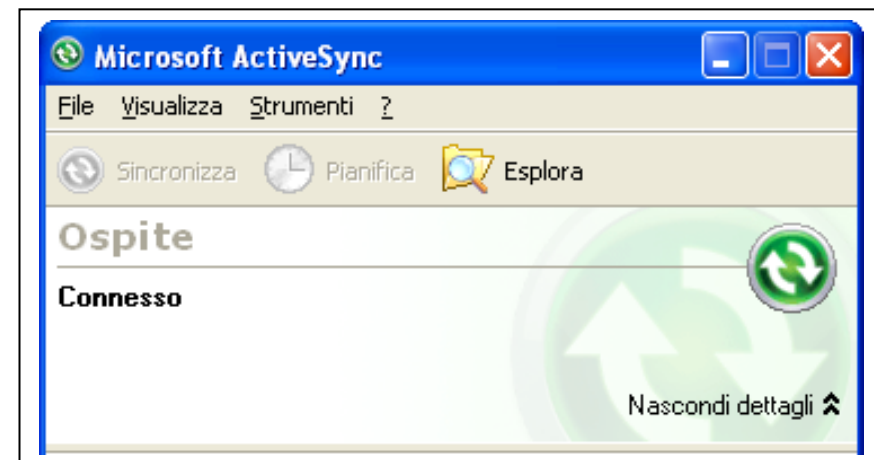 Microsoft ActiveSync
File Visualizza Strumenti ?
Sincronizza Pianifica Esplora
Ospite
Connesso
Nascondi dettagli